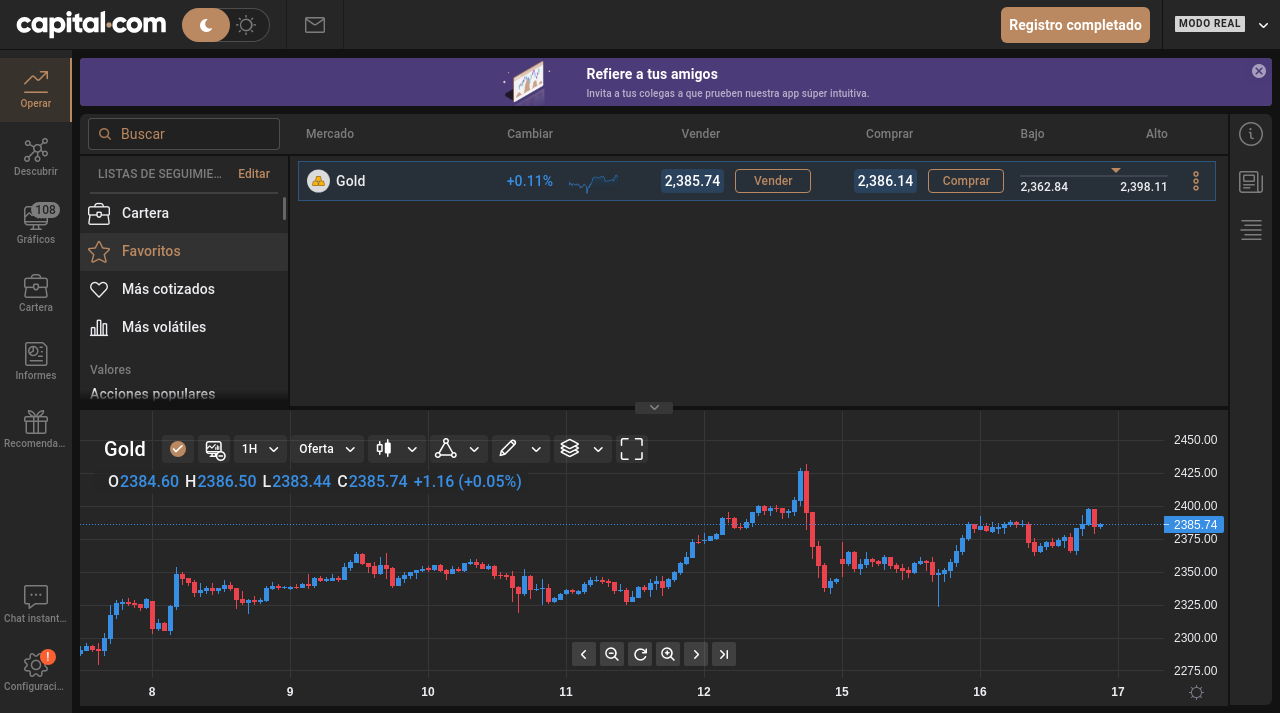 capital.com
Registro completado
MODO REAL
Operar
Descubrir
108
Gráficos
Cartera
Informes
Recomenda...
Chat instant...
!
Configuraci...
Refiere a tus amigos
Invita a tus colegas a que prueben nuestra app súper intuitiva.
Buscar
LISTAS DE SEGUIMIE... Editar
Cartera
Favoritos
Más cotizados
Más volátiles
Valores
Acciones populares
Mercado Cambiar Vender Comprar Bajo Alto
Gold +0.11% 2,385.74 Vender 2,386.14 Comprar 2,362.84 2,398.11
Gold 1H Oferta
O2384.60 H2386.50 L2383.44 C2385.74 +1.16 (+0.05%)
2450.00
2425.00
2400.00
2385.74
2375.00
2350.00
2325.00
2300.00
2275.00
8 9 10 11 12 15 16 17